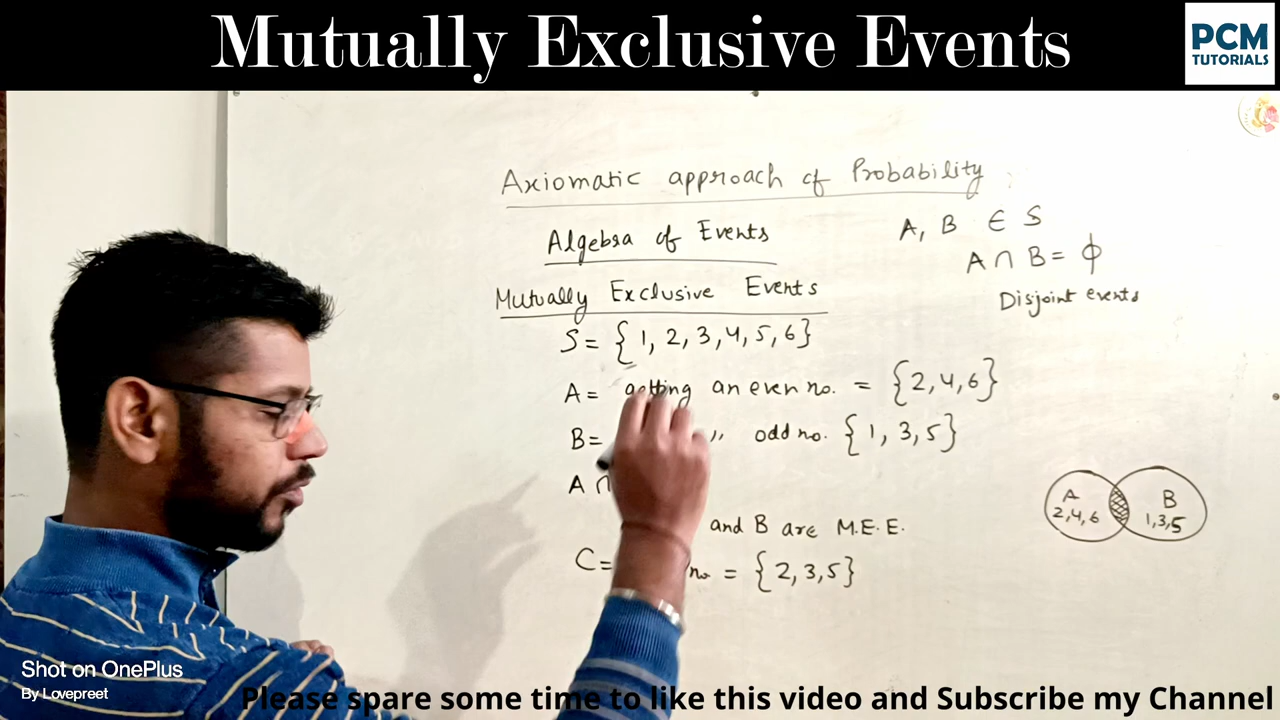 Mutually Exclusive Events
PCM
TUTORIALS
Axiomatic approach of Probability
Algebra of Events
A, B ∈ S
A ∩ B = ϕ
Mutually Exclusive Events
Disjoint events
S = { 1, 2, 3, 4, 5, 6 }
A = getting an even no. = { 2, 4, 6 }
B = ,, odd no. { 1, 3, 5 }
A ∩
A
2, 4, 6
B
1, 3, 5
and B are M.E.E.
C = no. = { 2, 3, 5 }
Shot on OnePlus
By Lovepreet
Please spare some time to like this video and Subscribe my Channel